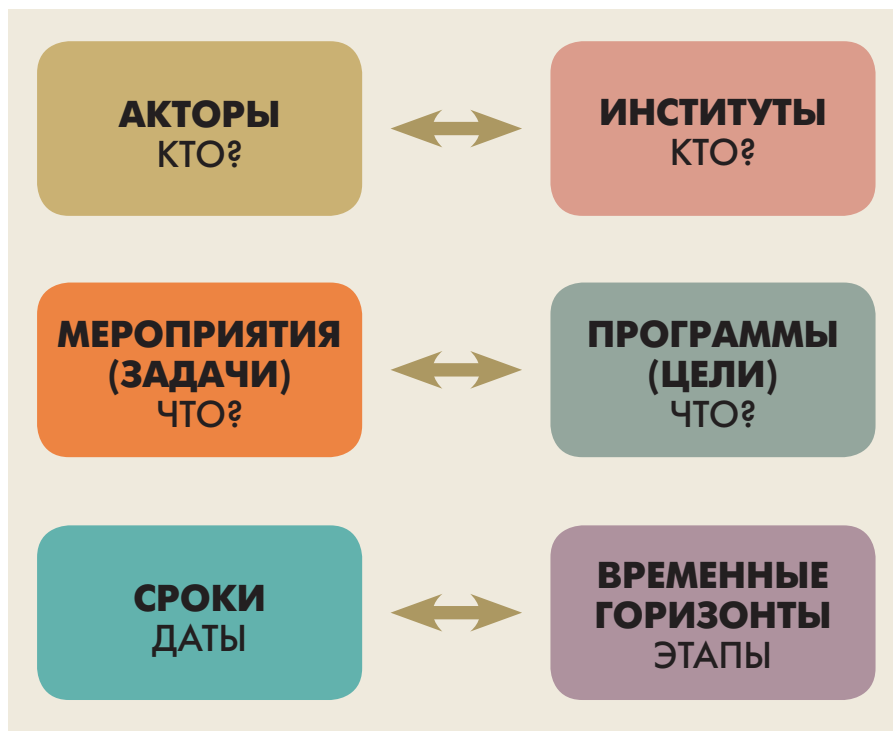 АКТОРЫ
КТО?
ИНСТИТУТЫ
КТО?
МЕРОПРИЯТИЯ
(ЗАДАЧИ)
ЧТО?
ПРОГРАММЫ
(ЦЕЛИ)
ЧТО?
СРОКИ
ДАТЫ
ВРЕМЕННЫЕ
ГОРИЗОНТЫ
ЭТАПЫ